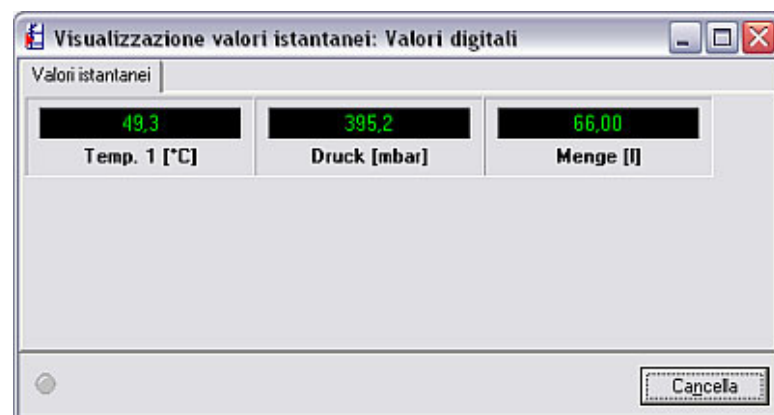 Visualizzazione valori istantanei: Valori digitali
Valori istantanei
49,3 395,2 66,00
Temp. 1 [°C] Druck [mbar] Menge [l]
Cancella